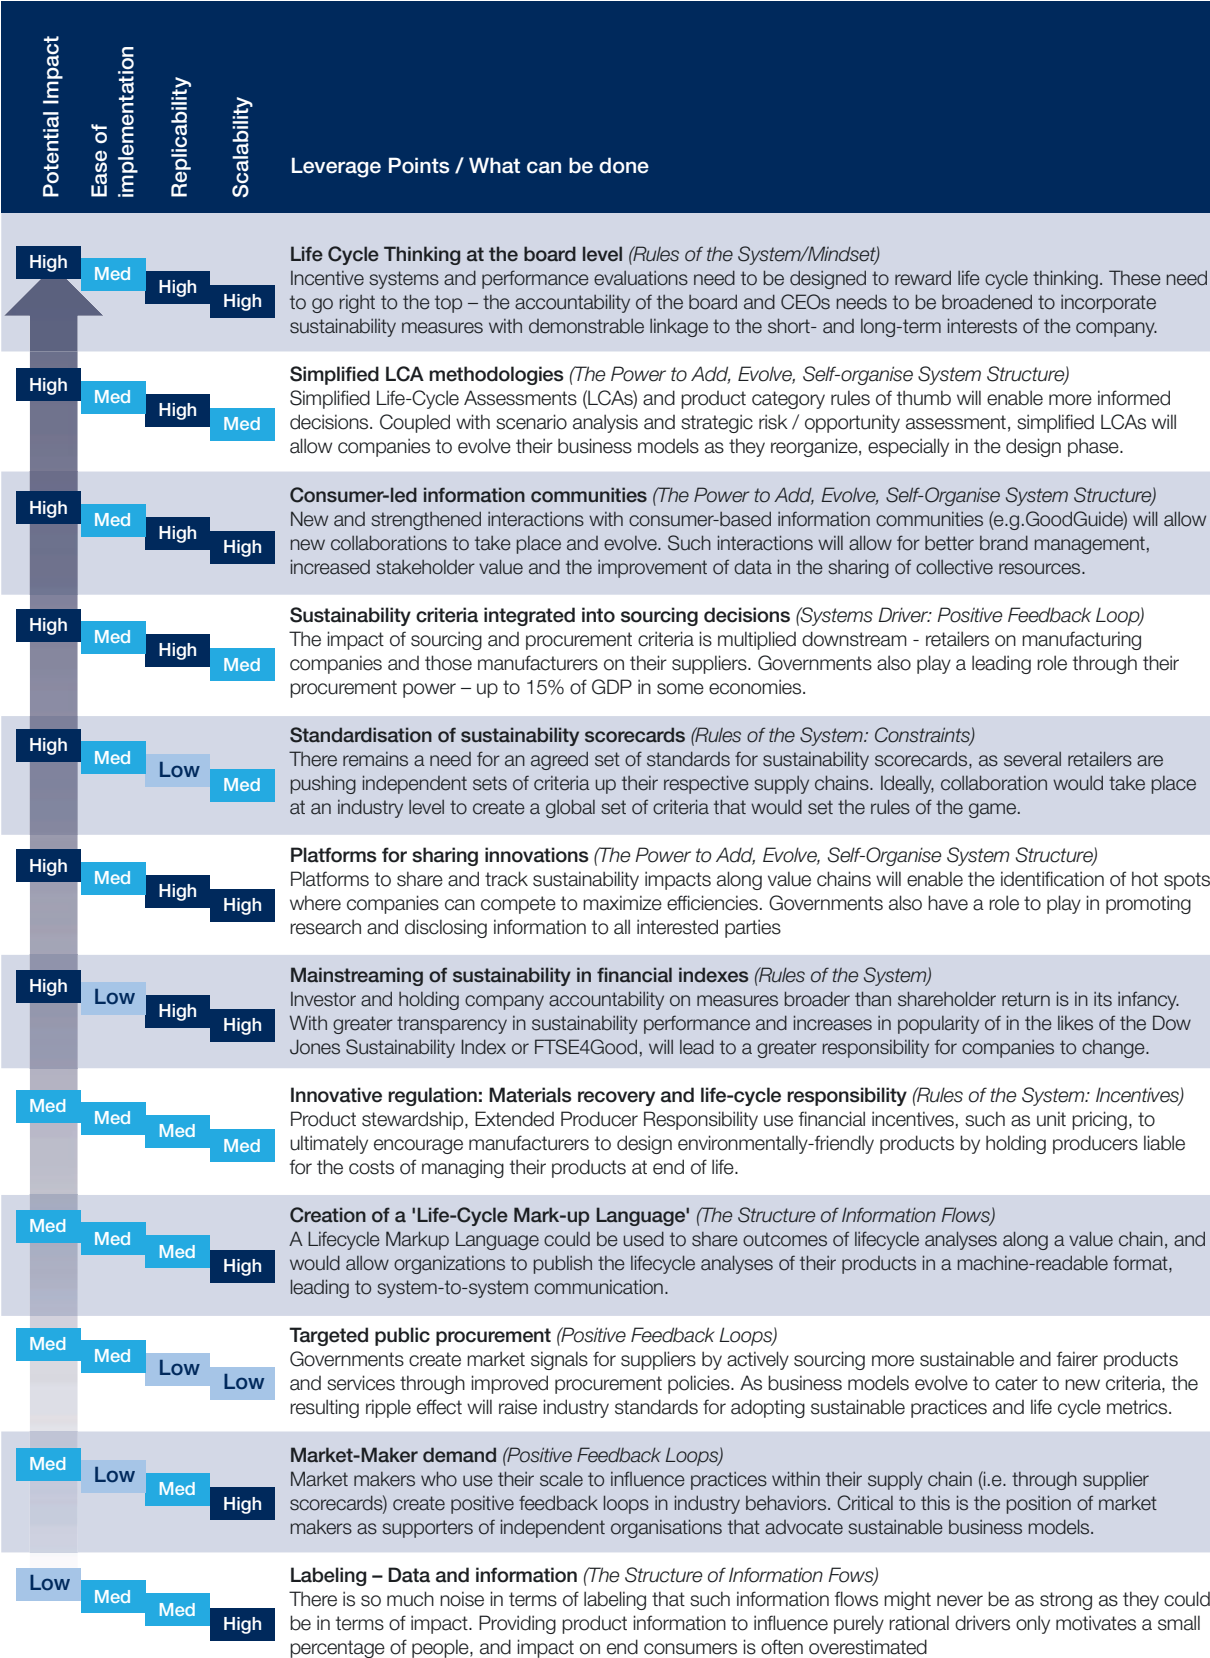 Potential Impact
Ease of
implementation
Replicability
Scalability
Leverage Points / What can be done
High
Med
High
High
Life Cycle Thinking at the board level (Rules of the System/Mindset)
Incentive systems and performance evaluations need to be designed to reward life cycle thinking. These need
to go right to the top – the accountability of the board and CEOs needs to be broadened to incorporate
sustainability measures with demonstrable linkage to the short- and long-term interests of the company.
High
Med
High
Med
Simplified LCA methodologies (The Power to Add, Evolve, Self-organise System Structure)
Simplified Life-Cycle Assessments (LCAs) and product category rules of thumb will enable more informed
decisions. Coupled with scenario analysis and strategic risk / opportunity assessment, simplified LCAs will
allow companies to evolve their business models as they reorganize, especially in the design phase.
High
Med
High
High
Consumer-led information communities (The Power to Add, Evolve, Self-Organise System Structure)
New and strengthened interactions with consumer-based information communities (e.g.GoodGuide) will allow
new collaborations to take place and evolve. Such interactions will allow for better brand management,
increased stakeholder value and the improvement of data in the sharing of collective resources.
High
Med
High
Med
Sustainability criteria integrated into sourcing decisions (Systems Driver: Positive Feedback Loop)
The impact of sourcing and procurement criteria is multiplied downstream - retailers on manufacturing
companies and those manufacturers on their suppliers. Governments also play a leading role through their
procurement power – up to 15% of GDP in some economies.
High
Med
Low
Med
Standardisation of sustainability scorecards (Rules of the System: Constraints)
There remains a need for an agreed set of standards for sustainability scorecards, as several retailers are
pushing independent sets of criteria up their respective supply chains. Ideally, collaboration would take place
at an industry level to create a global set of criteria that would set the rules of the game.
High
Med
High
High
Platforms for sharing innovations (The Power to Add, Evolve, Self-Organise System Structure)
Platforms to share and track sustainability impacts along value chains will enable the identification of hot spots
where companies can compete to maximize efficiencies. Governments also have a role to play in promoting
research and disclosing information to all interested parties
High
Low
High
High
Mainstreaming of sustainability in financial indexes (Rules of the System)
Investor and holding company accountability on measures broader than shareholder return is in its infancy.
With greater transparency in sustainability performance and increases in popularity of in the likes of the Dow
Jones Sustainability Index or FTSE4Good, will lead to a greater responsibility for companies to change.
Med
Med
Med
Med
Innovative regulation: Materials recovery and life-cycle responsibility (Rules of the System: Incentives)
Product stewardship, Extended Producer Responsibility use financial incentives, such as unit pricing, to
ultimately encourage manufacturers to design environmentally-friendly products by holding producers liable
for the costs of managing their products at end of life.
Med
Med
Med
High
Creation of a 'Life-Cycle Mark-up Language' (The Structure of Information Flows)
A Lifecycle Markup Language could be used to share outcomes of lifecycle analyses along a value chain, and
would allow organizations to publish the lifecycle analyses of their products in a machine-readable format,
leading to system-to-system communication.
Med
Med
Low
Low
Targeted public procurement (Positive Feedback Loops)
Governments create market signals for suppliers by actively sourcing more sustainable and fairer products
and services through improved procurement policies. As business models evolve to cater to new criteria, the
resulting ripple effect will raise industry standards for adopting sustainable practices and life cycle metrics.
Med
Low
Med
High
Market-Maker demand (Positive Feedback Loops)
Market makers who use their scale to influence practices within their supply chain (i.e. through supplier
scorecards) create positive feedback loops in industry behaviors. Critical to this is the position of market
makers as supporters of independent organisations that advocate sustainable business models.
Low
Med
Med
High
Labeling – Data and information (The Structure of Information Fows)
There is so much noise in terms of labeling that such information flows might never be as strong as they could
be in terms of impact. Providing product information to influence purely rational drivers only motivates a small
percentage of people, and impact on end consumers is often overestimated